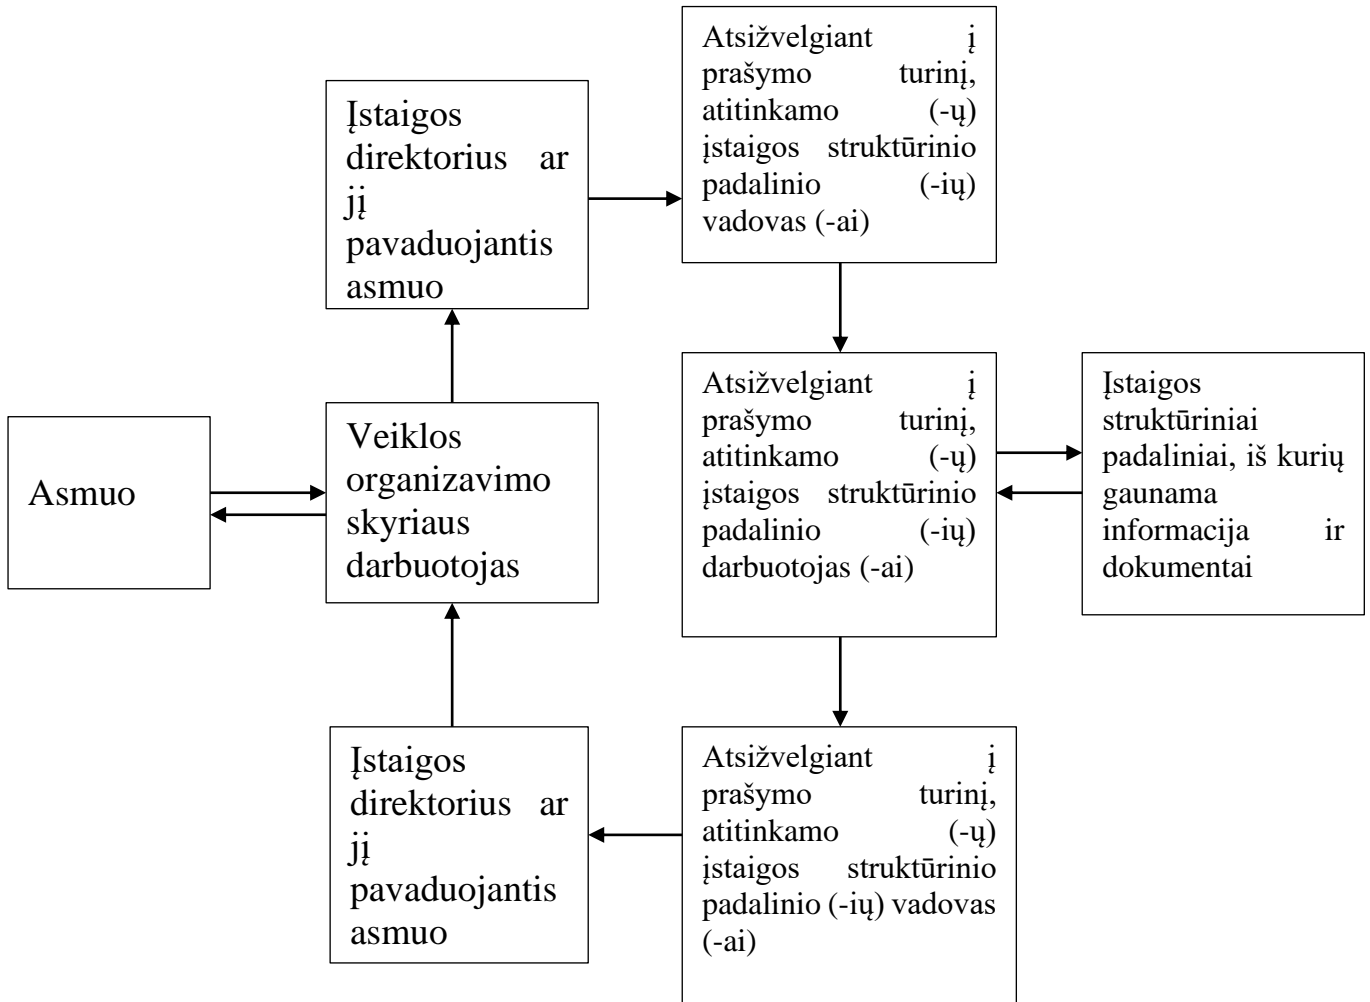 Atsižvelgiant į
prašymo turinį,
atitinkamo (-ų)
įstaigos struktūrinio
padalinio (-ių)
vadovas (-ai)
Įstaigos
direktorius ar
jį
pavaduojantis
asmuo
Asmuo
Veiklos
organizavimo
skyriaus
darbuotojas
Atsižvelgiant į
prašymo turinį,
atitinkamo (-ų)
įstaigos struktūrinio
padalinio (-ių)
darbuotojas (-ai)
Įstaigos
struktūriniai
padaliniai, iš kurių
gaunama
informacija ir
dokumentai
Įstaigos
direktorius ar
jį
pavaduojantis
asmuo
Atsižvelgiant į
prašymo turinį,
atitinkamo (-ų)
įstaigos struktūrinio
padalinio (-ių) vadovas
(-ai)